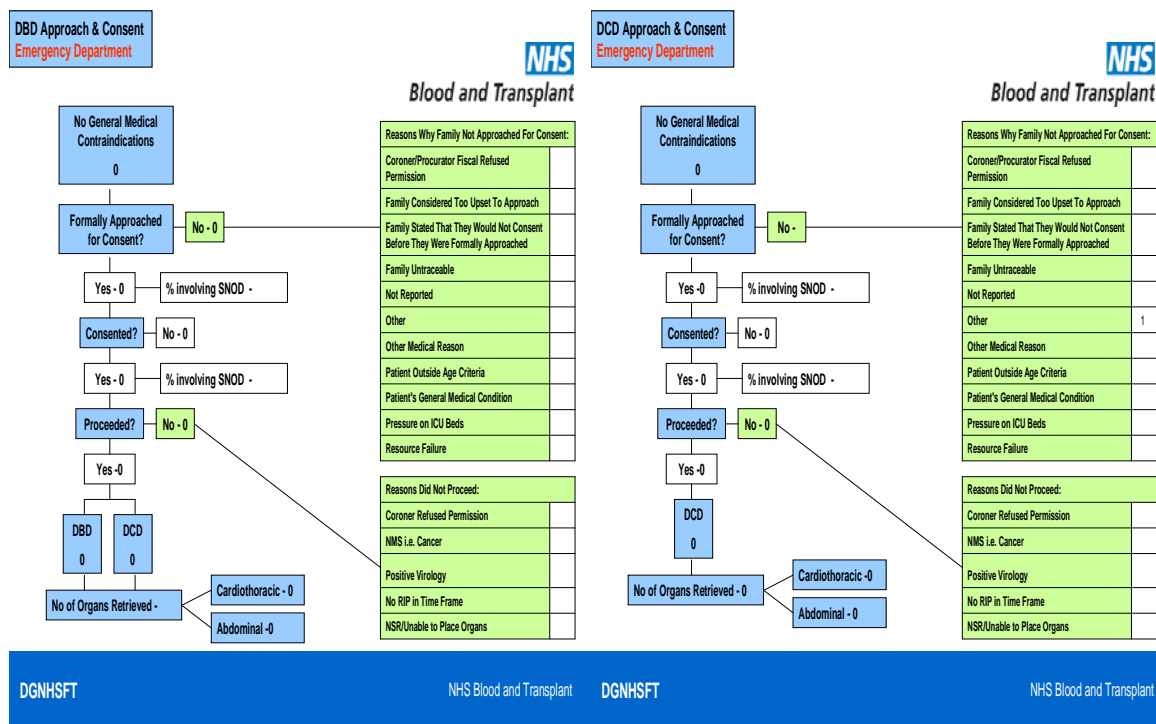 DBD Approach & Consent
Emergency Department
NHS
Blood and Transplant
No General Medical
Contraindications
0
Formally Approached
for Consent?
No - 0
Yes - 0
% involving SNOD -
Consented?
No - 0
Yes - 0
% involving SNOD -
Proceeded?
No - 0
Yes -0
DBD
0
DCD
0
No of Organs Retrieved -
Cardiothoracic - 0
Abdominal -0
Reasons Why Family Not Approached For Consent:
Coroner/Procurator Fiscal Refused
Permission
Family Considered Too Upset To Approach
Family Stated That They Would Not Consent
Before They Were Formally Approached
Family Untraceable
Not Reported
Other
Other Medical Reason
Patient Outside Age Criteria
Patient's General Medical Condition
Pressure on ICU Beds
Resource Failure
Reasons Did Not Proceed:
Coroner Refused Permission
NMS i.e. Cancer
Positive Virology
No RIP in Time Frame
NSR/Unable to Place Organs
DGNHSFT
NHS Blood and Transplant
DCD Approach & Consent
Emergency Department
NHS
Blood and Transplant
No General Medical
Contraindications
0
Formally Approached
for Consent?
No -
Yes -0
% involving SNOD -
Consented?
No - 0
Yes - 0
% involving SNOD -
Proceeded?
No - 0
Yes -0
DCD
0
No of Organs Retrieved - 0
Cardiothoracic -0
Abdominal - 0
Reasons Why Family Not Approached For Consent:
Coroner/Procurator Fiscal Refused
Permission
Family Considered Too Upset To Approach
Family Stated That They Would Not Consent
Before They Were Formally Approached
Family Untraceable
Not Reported
Other 1
Other Medical Reason
Patient Outside Age Criteria
Patient's General Medical Condition
Pressure on ICU Beds
Resource Failure
Reasons Did Not Proceed:
Coroner Refused Permission
NMS i.e. Cancer
Positive Virology
No RIP in Time Frame
NSR/Unable to Place Organs
DGNHSFT
NHS Blood and Transplant